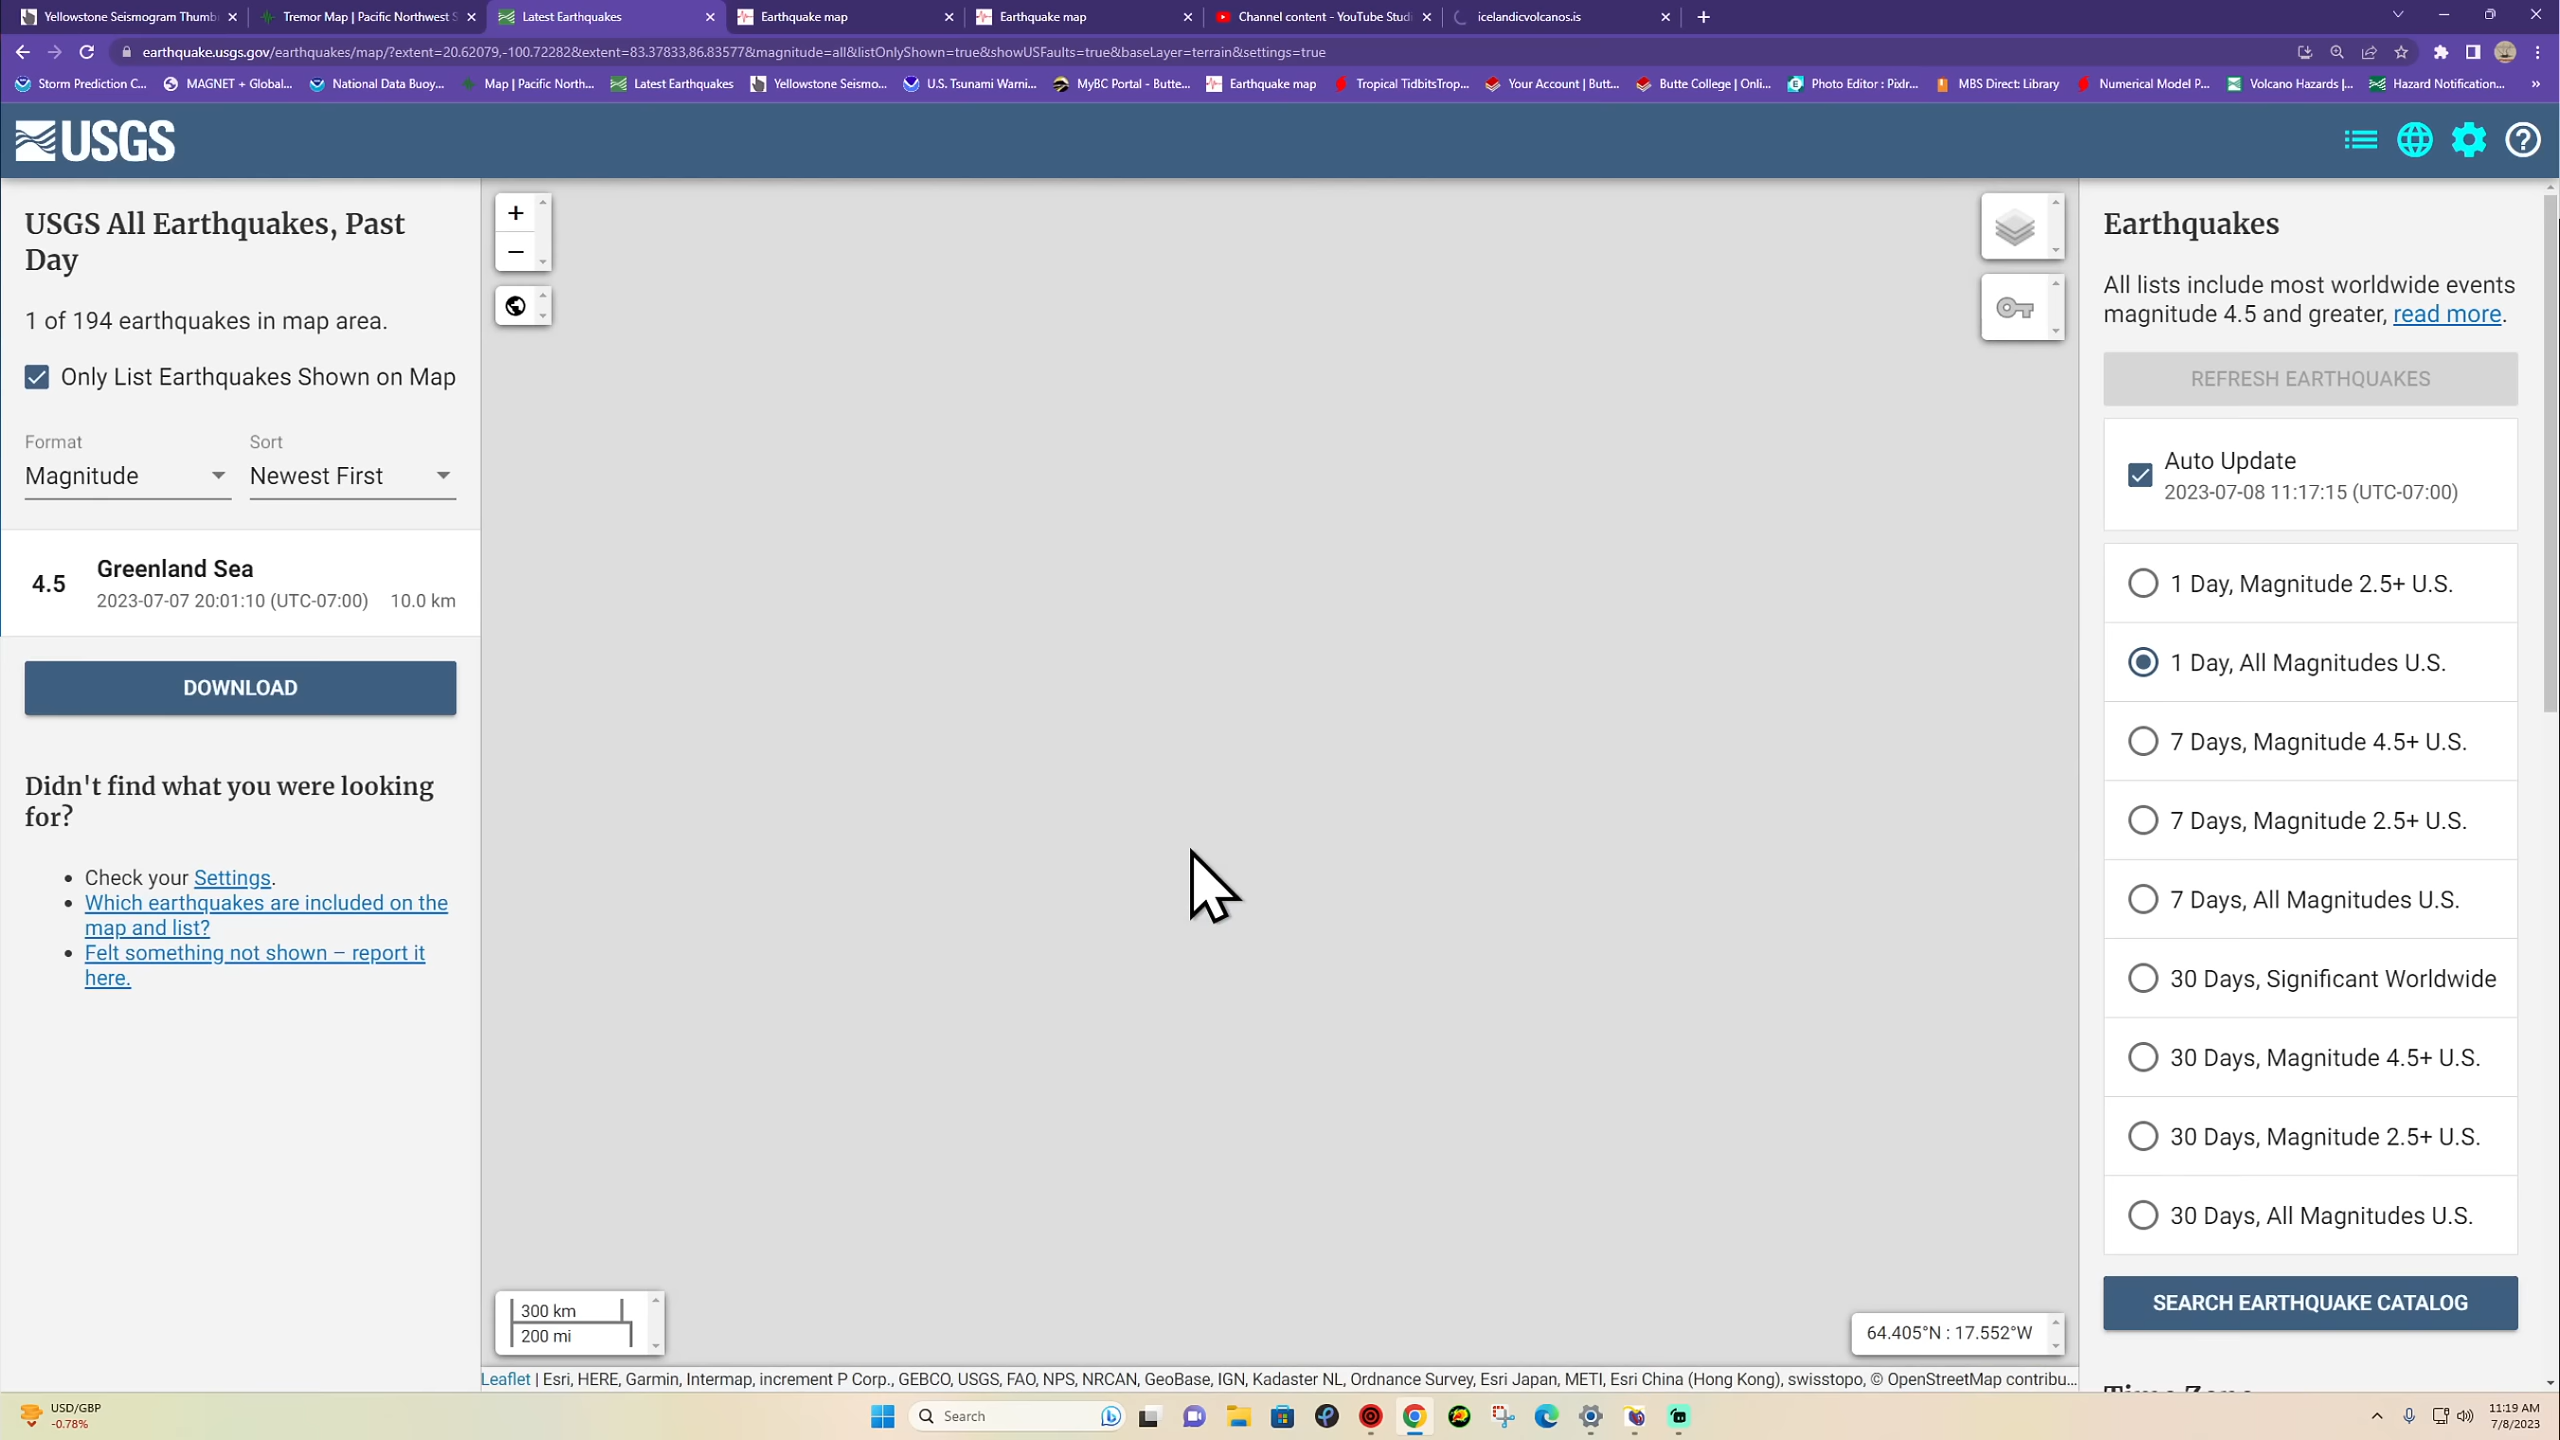 Yellowstone Seismogram Thumb
Tremor Map | Pacific Northwest S
Latest Earthquakes
Earthquake map
Earthquake map
Channel content - YouTube Stud
icelandicvolcanos.is
earthquake.usgs.gov/earthquakes/map/?extent=20.62079,-100.72282&extent=83.37833,86.83577&magnitude=all&listOnlyShown=true&showUSFaults=true&baseLayer=terrain&settings=true
Storm Prediction C...
MAGNET + Global...
National Data Buoy...
Map | Pacific North...
Latest Earthquakes
Yellowstone Seismo...
U.S. Tsunami Warni...
MyBC Portal - Butte...
Earthquake map
Tropical TidbitsTrop...
Your Account | Butt...
Butte College | Onli...
Photo Editor : Pixlr...
MBS Direct: Library
Numerical Model P...
Volcano Hazards |...
Hazard Notification...
USGS
USGS All Earthquakes, Past
Day
1 of 194 earthquakes in map area.
Only List Earthquakes Shown on Map
Format
Sort
Magnitude
Newest First
4.5
Greenland Sea
2023-07-07 20:01:10 (UTC-07:00)
10.0 km
DOWNLOAD
Didn't find what you were looking
for?
Check your Settings.
Which earthquakes are included on the
map and list?
Felt something not shown – report it
here.
+
−
300 km
200 mi
64.405°N : 17.552°W
Leaflet | Esri, HERE, Garmin, Intermap, increment P Corp., GEBCO, USGS, FAO, NPS, NRCAN, GeoBase, IGN, Kadaster NL, Ordnance Survey, Esri Japan, METI, Esri China (Hong Kong), swisstopo, © OpenStreetMap contribu...
Earthquakes
All lists include most worldwide events
magnitude 4.5 and greater, read more.
REFRESH EARTHQUAKES
Auto Update
2023-07-08 11:17:15 (UTC-07:00)
1 Day, Magnitude 2.5+ U.S.
1 Day, All Magnitudes U.S.
7 Days, Magnitude 4.5+ U.S.
7 Days, Magnitude 2.5+ U.S.
7 Days, All Magnitudes U.S.
30 Days, Significant Worldwide
30 Days, Magnitude 4.5+ U.S.
30 Days, Magnitude 2.5+ U.S.
30 Days, All Magnitudes U.S.
SEARCH EARTHQUAKE CATALOG
Time Zone
USD/GBP
-0.78%
Search
11:19 AM
7/8/2023